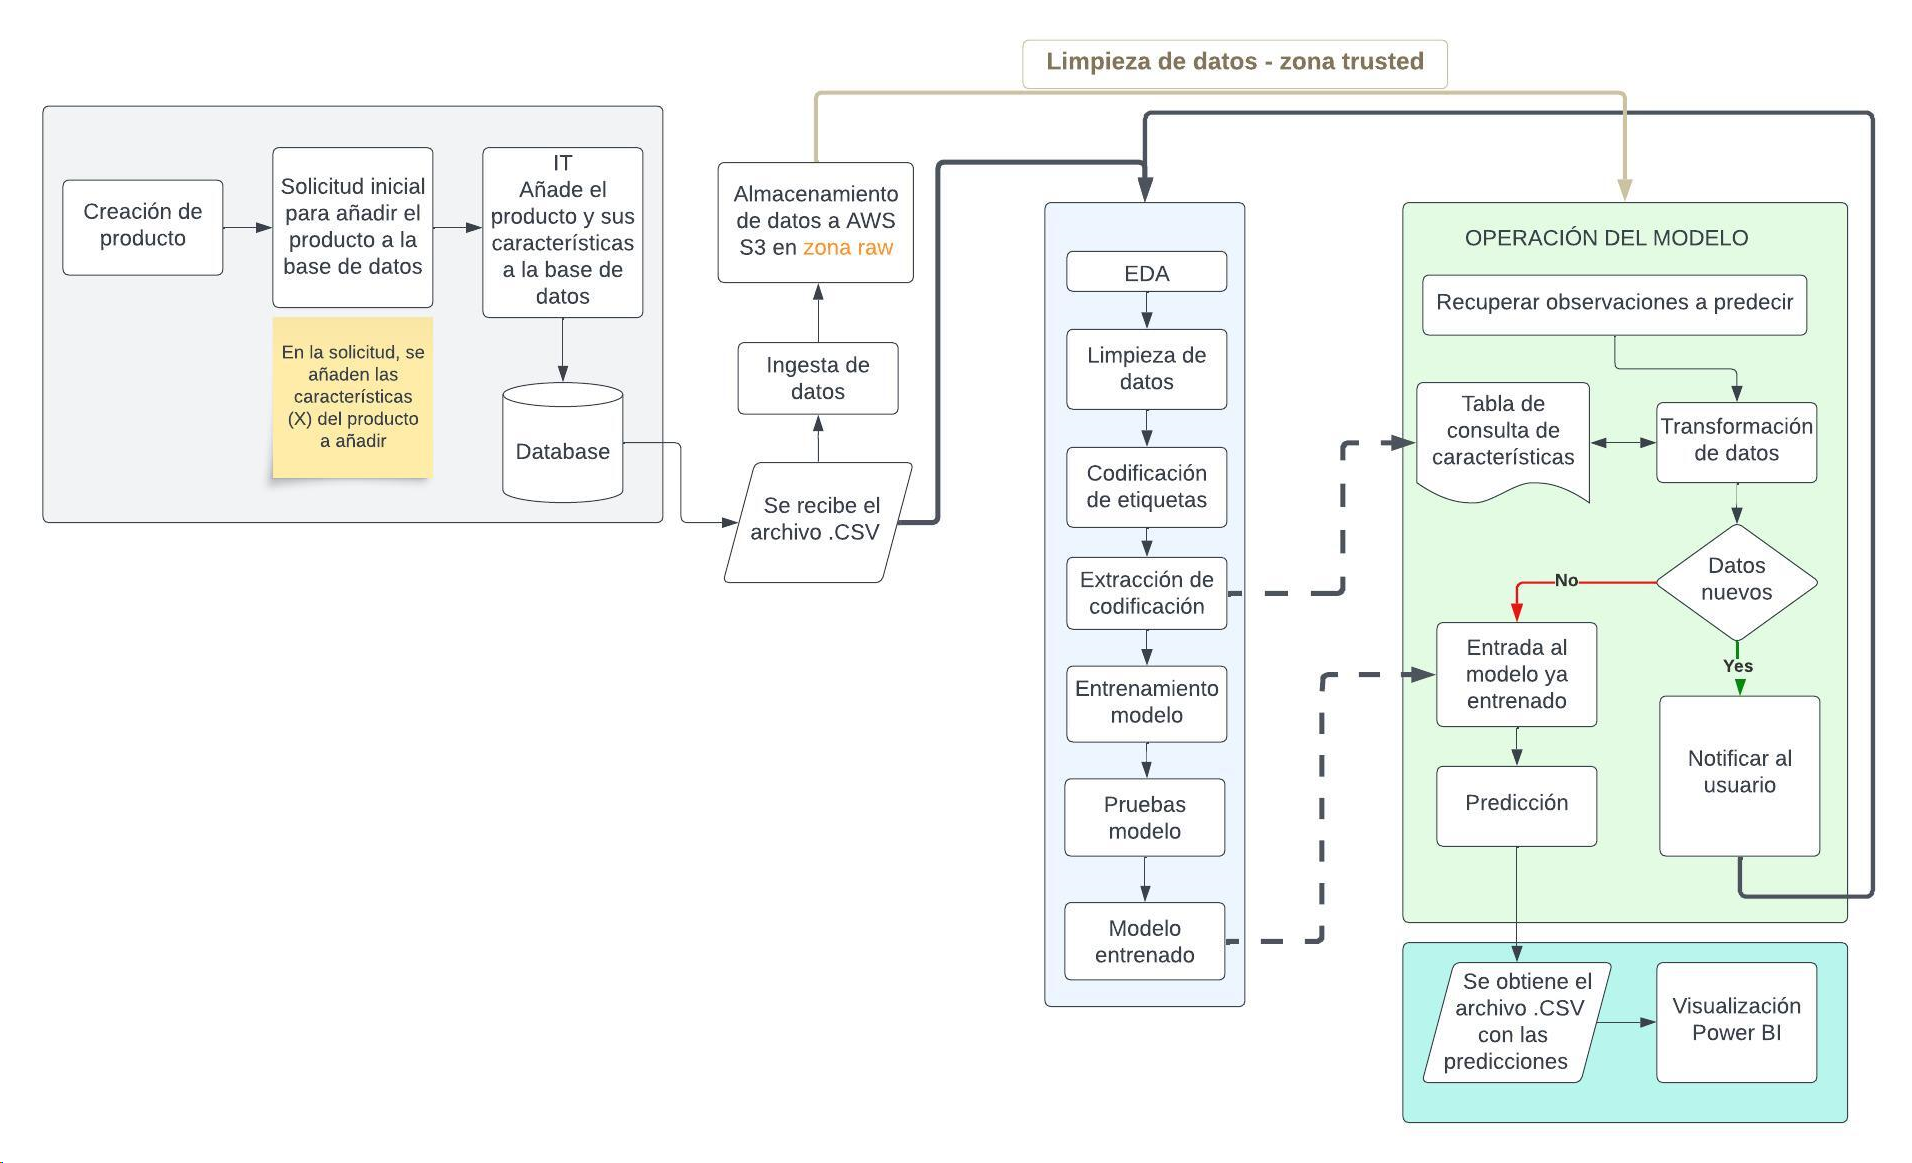 Limpieza de datos - zona trusted
Creación de
producto
Solicitud inicial
para añadir el
producto a la
base de datos
IT
Añade el
producto y sus
características
a la base de
datos
En la solicitud, se
añaden las
características
(X) del producto
a añadir
Database
Almacenamiento
de datos a AWS
S3 en zona raw
Ingesta de
datos
Se recibe el
archivo .CSV
EDA
Limpieza de
datos
Codificación
de etiquetas
Extracción de
codificación
Entrenamiento
modelo
Pruebas
modelo
Modelo
entrenado
OPERACIÓN DEL MODELO
Recuperar observaciones a predecir
Tabla de
consulta de
características
Transformación
de datos
Datos
nuevos
No
Yes
Entrada al
modelo ya
entrenado
Notificar al
usuario
Predicción
Se obtiene el
archivo .CSV
con las
predicciones
Visualización
Power BI